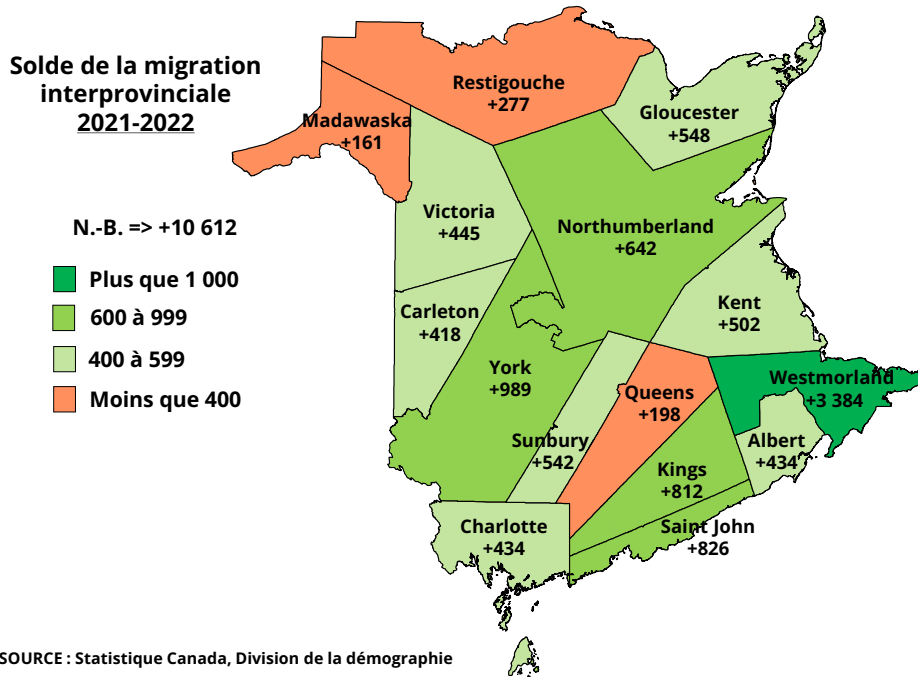 Solde de la migration
interprovinciale
2021-2022
N.-B. => +10 612
Plus que 1 000
600 à 999
400 à 599
Moins que 400
Restigouche
+277
Madawaska
+161
Gloucester
+548
Victoria
+445
Northumberland
+642
Carleton
+418
Kent
+502
York
+989
Westmorland
+3 384
Queens
+198
Sunbury
+542
Albert
+434
Kings
+812
Charlotte
+434
Saint John
+826
SOURCE : Statistique Canada, Division de la démographie